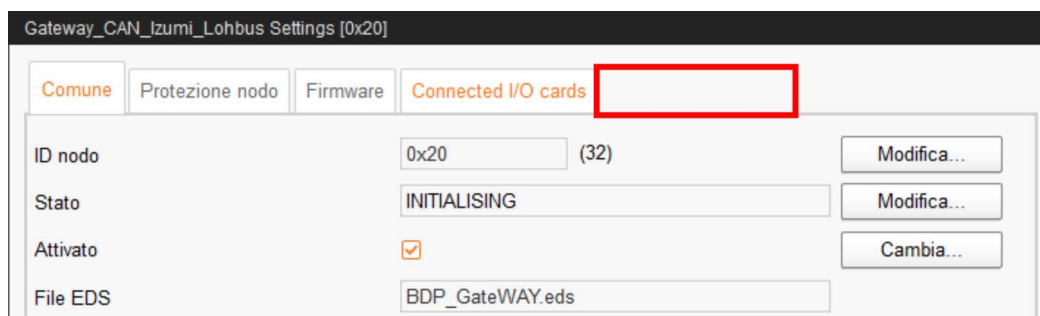 Gateway_CAN_Izumi_Lohbus Settings [0x20]
Comune Protezione nodo Firmware Connected I/O cards
ID nodo 0x20 (32) Modifica...
Stato INITIALISING Modifica...
Attivato Cambia...
File EDS BDP_GateWAY.eds